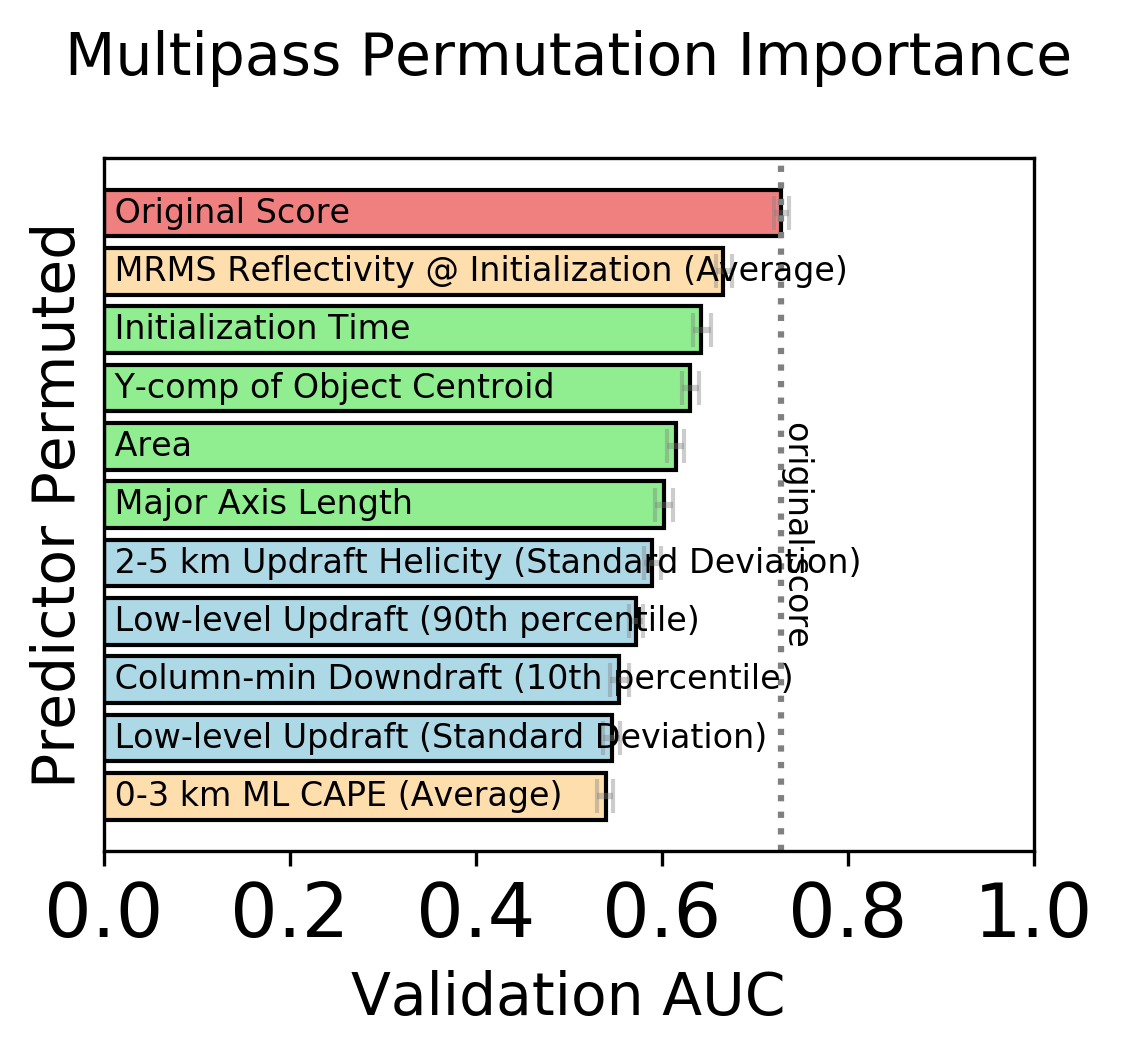 Multipass Permutation Importance
Predictor Permuted
Original Score
MRMS Reflectivity @ Initialization (Average)
Initialization Time
Y-comp of Object Centroid
Area
Major Axis Length
2-5 km Updraft Helicity (Standard Deviation)
Low-level Updraft (90th percentile)
Column-min Downdraft (10th percentile)
Low-level Updraft (Standard Deviation)
0-3 km ML CAPE (Average)
original score
0.0 0.2 0.4 0.6 0.8 1.0
Validation AUC